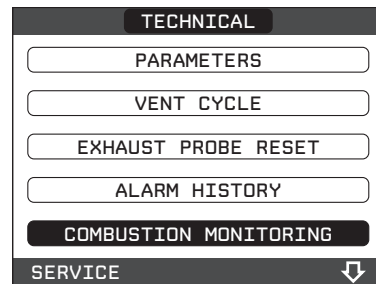 TECHNICAL
PARAMETERS
VENT CYCLE
EXHAUST PROBE RESET
ALARM HISTORY
COMBUSTION MONITORING
SERVICE